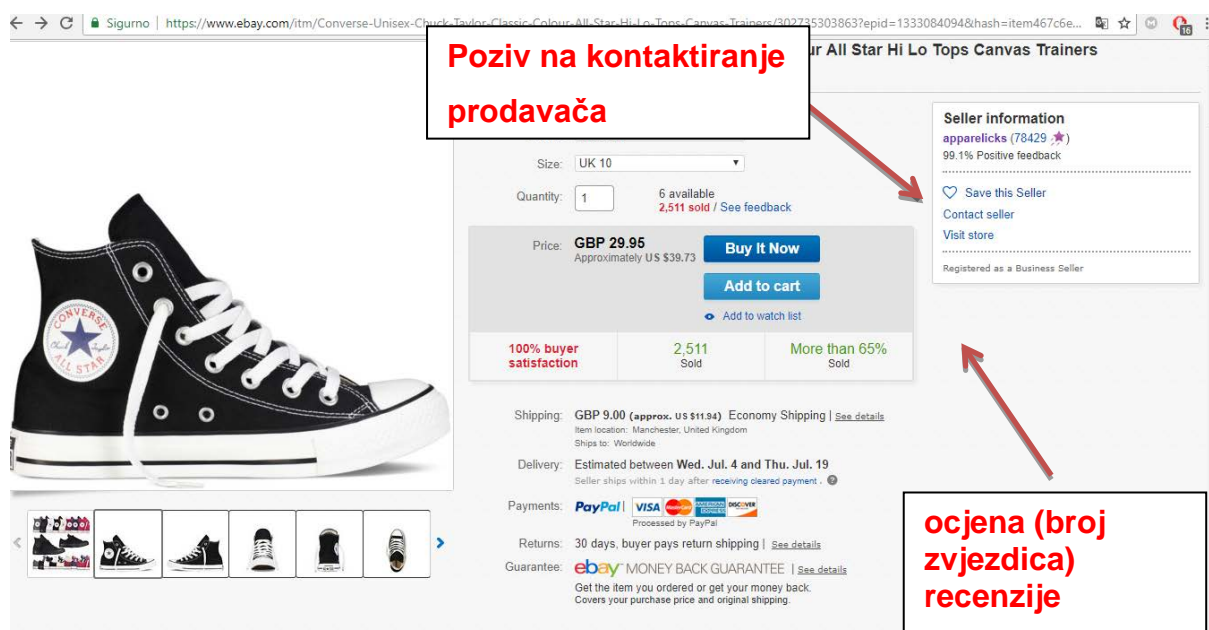 Sigurno | https://www.ebay.com/itm/Converse-Unisex-Chuck-Taylor-Classic-Colour-All-Star-Hi-Lo-Tops-Canvas-Trainers/302735303863?epid=1333084094&hash=item467c6e...
16
Poziv na kontaktiranje
prodavača
ur All Star Hi Lo Tops Canvas Trainers
Seller information
apparelicks (78429)
99.1% Positive feedback
Save this Seller
Contact seller
Visit store
Registered as a Business Seller
Size: UK 10
Quantity: 1 6 available
2,511 sold / See feedback
Price: GBP 29.95
Approximately US $39.73
Buy It Now
Add to cart
Add to watch list
100% buyer satisfaction
2,511 Sold
More than 65% Sold
CONVERSE
ALL STAR
Shipping: GBP 9.00 (approx. US $11.94) Economy Shipping | See details
Item location: Manchester, United Kingdom
Ships to: Worldwide
Delivery: Estimated between Wed. Jul. 4 and Thu. Jul. 19
Seller ships within 1 day after receiving cleared payment.
Payments: PayPal VISA MasterCard AMERICAN EXPRESS DISCOVER
Processed by PayPal
Returns: 30 days, buyer pays return shipping | See details
Guarantee: ebay MONEY BACK GUARANTEE | See details
Get the item you ordered or get your money back.
Covers your purchase price and original shipping.
ocjena (broj
zvjezdica)
recenzije